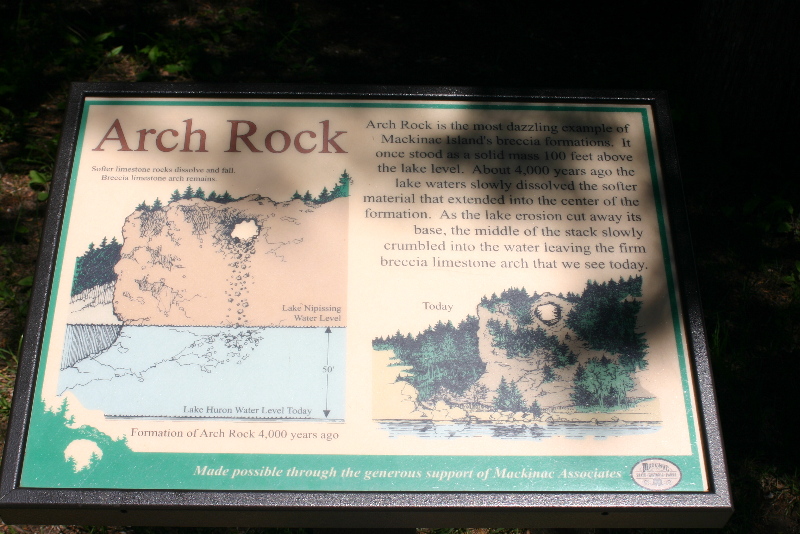 Arch Rock
Softer limestone rocks dissolve and fall.
Breccia limestone arch remains.
Lake Nipissing
Water Level
50'
Lake Huron Water Level Today
Formation of Arch Rock 4,000 years ago
Arch Rock is the most dazzling example of
Mackinac Island's breccia formations. It
once stood as a solid mass 100 feet above
the lake level. About 4,000 years ago the
lake waters slowly dissolved the softer
material that extended into the center of the
formation. As the lake erosion cut away its
base, the middle of the stack slowly
crumbled into the water leaving the firm
breccia limestone arch that we see today.
Today
Made possible through the generous support of Mackinac Associates
Mackinac